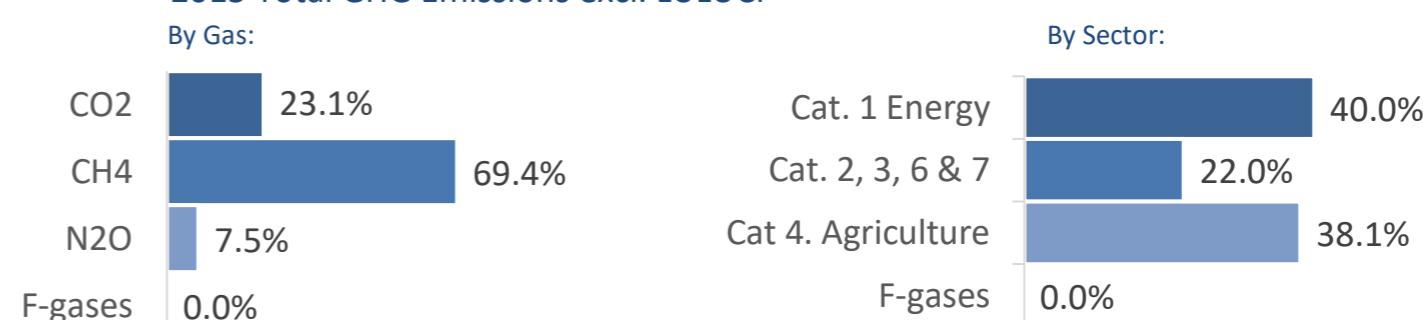 By Gas:
CO2 23.1%
CH4 69.4%
N2O 7.5%
F-gases 0.0%
By Sector:
Cat. 1 Energy 40.0%
Cat. 2, 3, 6 & 7 22.0%
Cat 4. Agriculture 38.1%
F-gases 0.0%